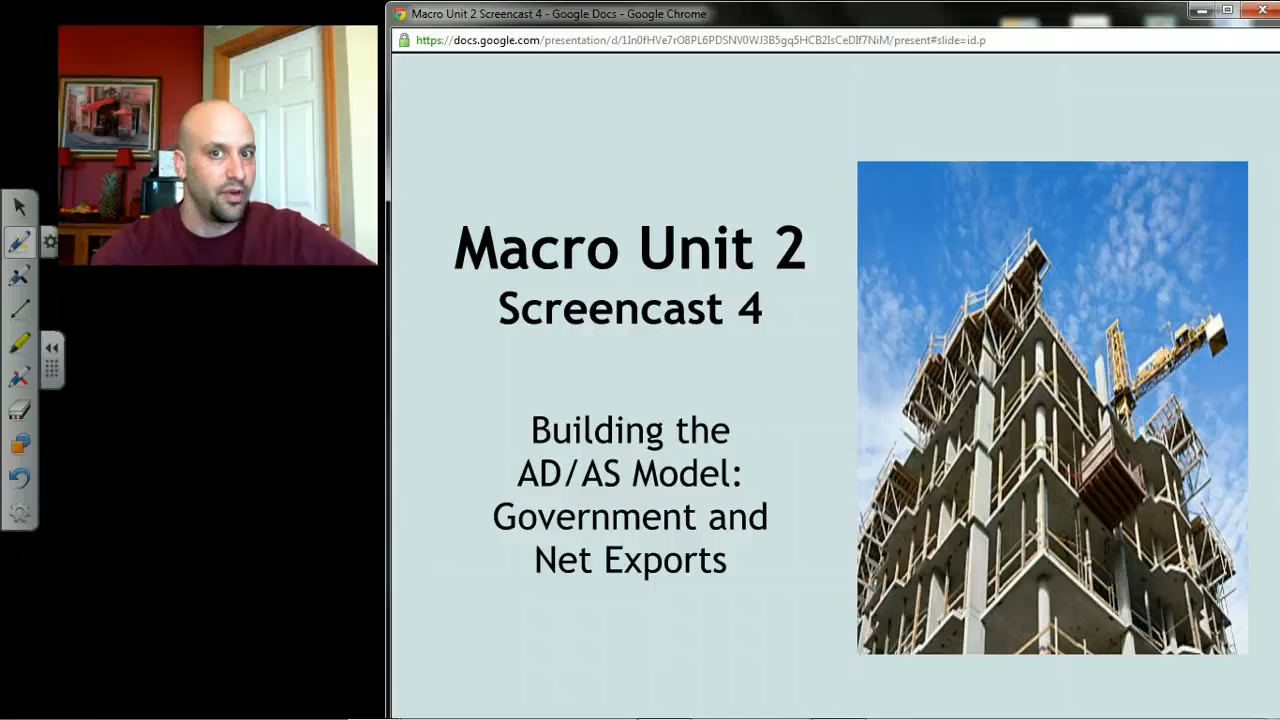 Macro Unit 2 Screencast 4 - Google Docs - Google Chrome
https://docs.google.com/presentation/d/1In0fHVe7rO8PL6PDSNV0WJ3B5gq5HCB2IsCeDIf7NiM/present#slide=id.p
Macro Unit 2
Screencast 4
Building the
AD/AS Model:
Government and
Net Exports